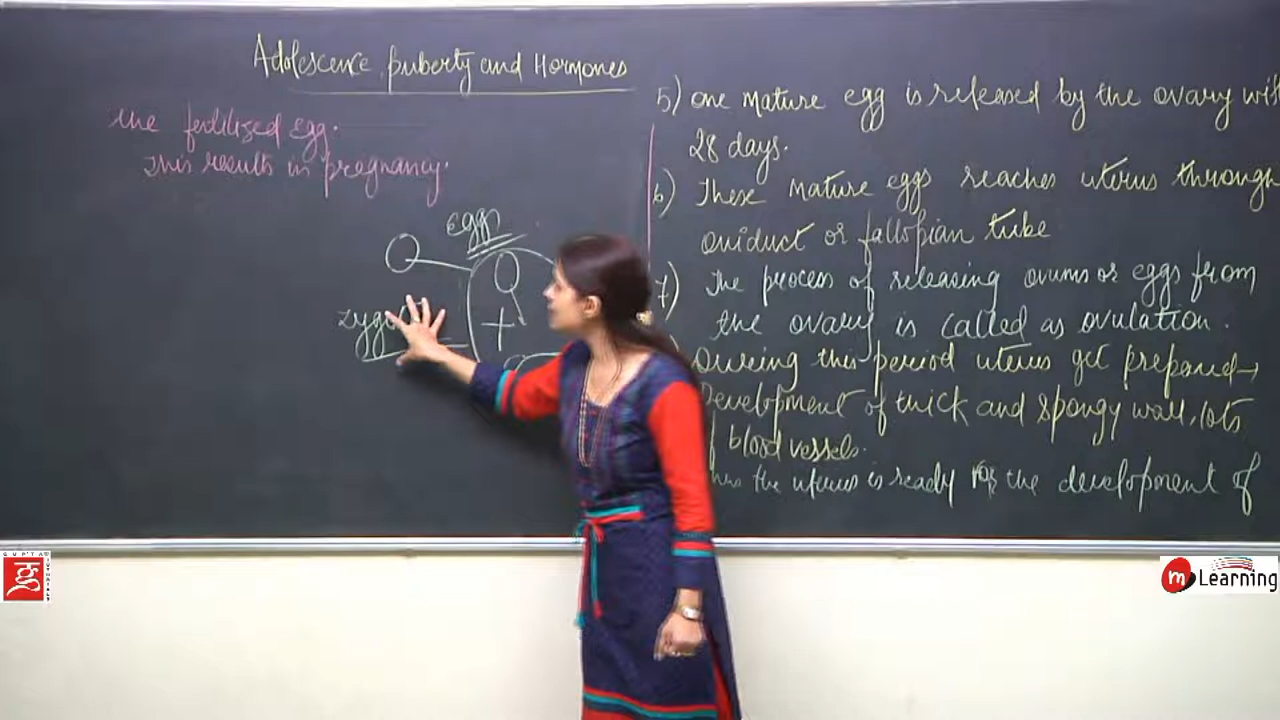 Adolescence, puberty and Hormones
the fertilized egg.
This results in pregnancy.
eggs
+
5) One mature egg is released by the ovary
28 days.
6) These mature eggs reaches uterus through
oviduct or fallopian tube
7) The process of releasing ovums or eggs from
the ovary is called as ovulation.
During this period uterus get prepared →
Development of thick and spongy wall, lots
blood vessels.
the uterus is ready for the development of
GUPTA
m Learning